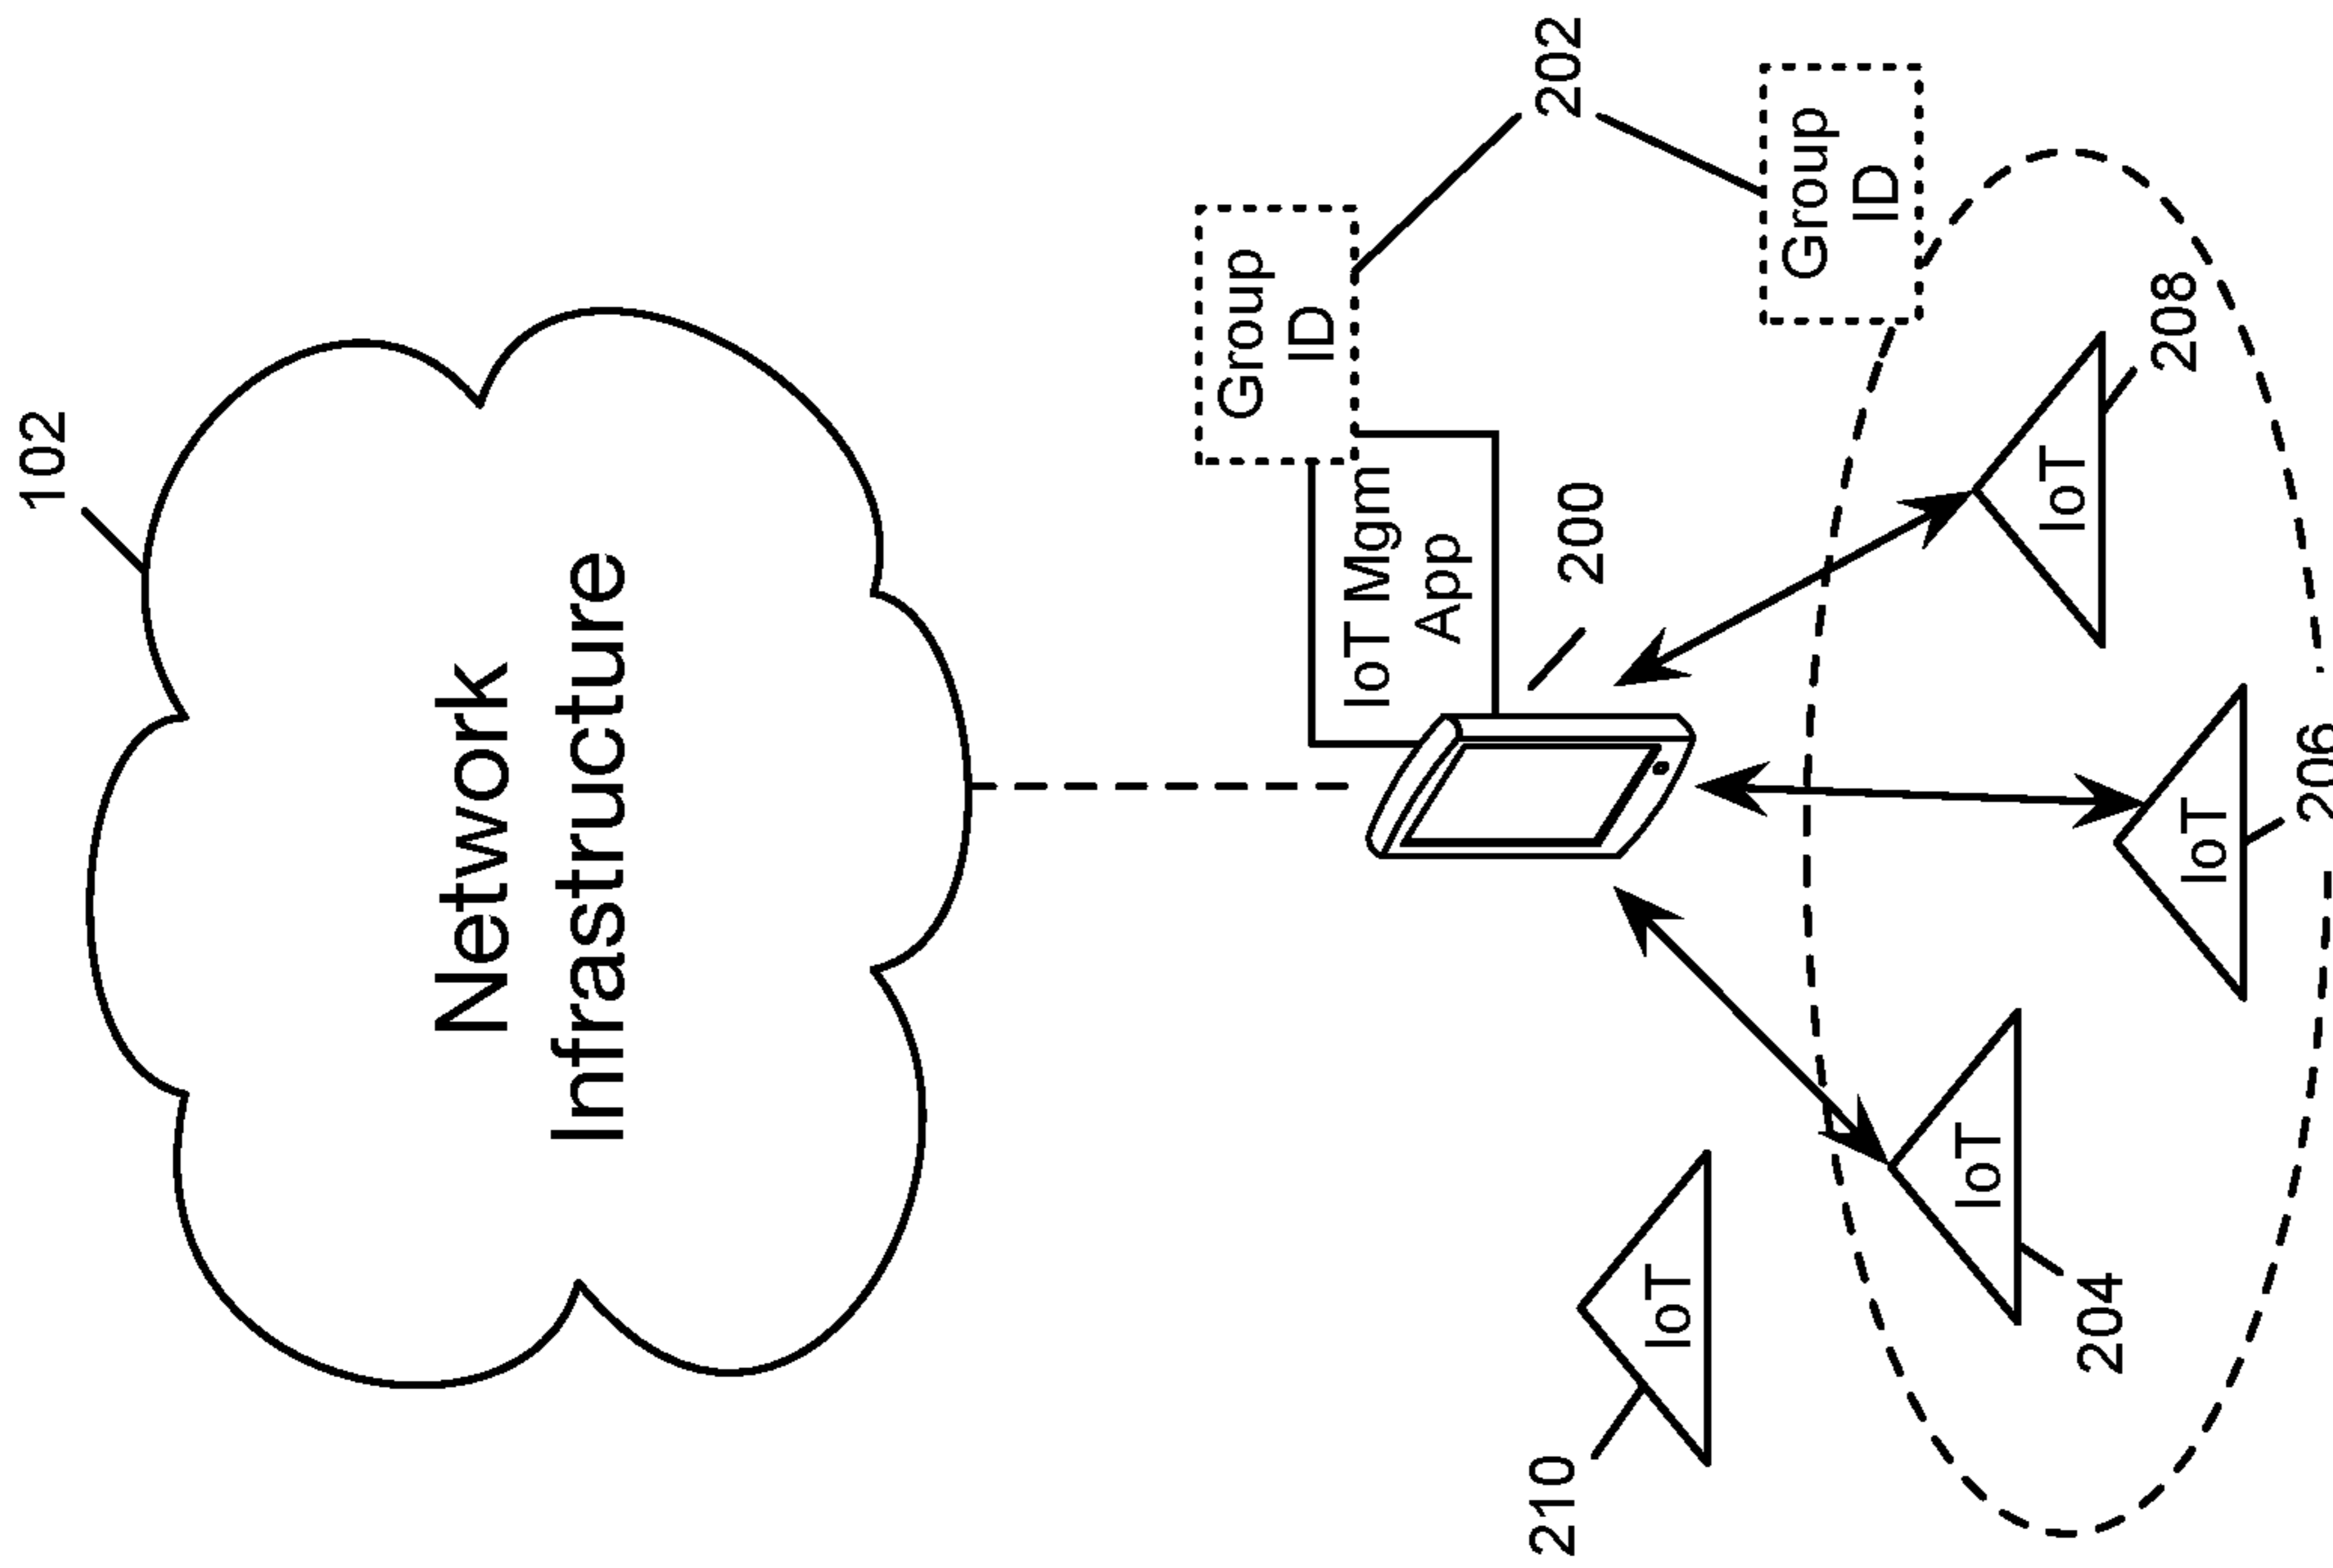 102
Network
Infrastructure
Group
ID
202
IoT Mgm
App
200
Group
ID
210
IoT
IoT
204
IoT
206
IoT
208